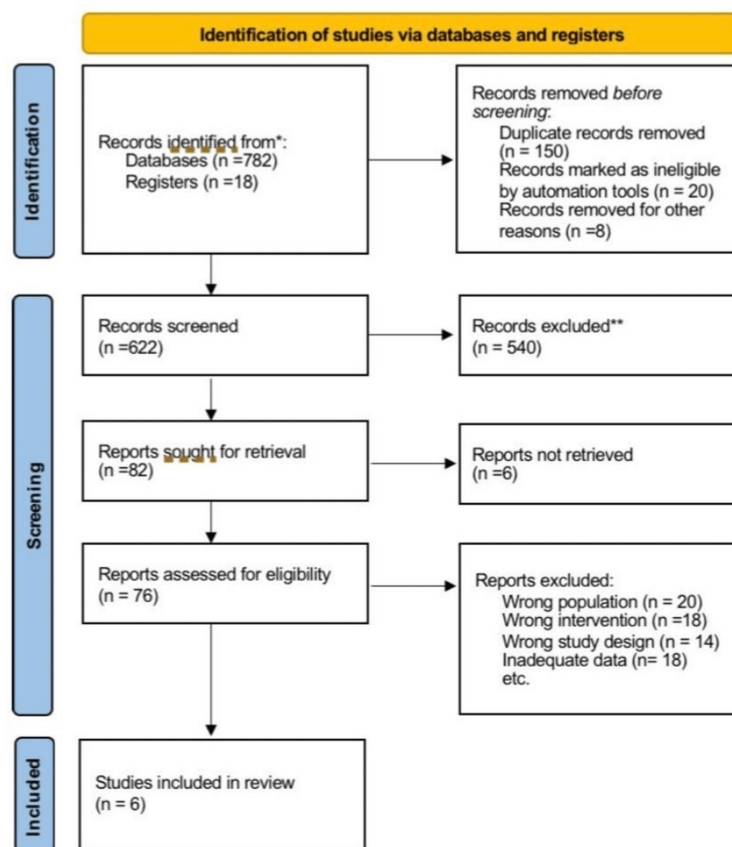 Identification of studies via databases and registers
Identification
Records identified from*:
Databases (n =782)
Registers (n =18)
Records removed before
screening:
Duplicate records removed
(n = 150)
Records marked as ineligible
by automation tools (n = 20)
Records removed for other
reasons (n =8)
Screening
Records screened
(n =622)
Records excluded**
(n = 540)
Reports sought for retrieval
(n =82)
Reports not retrieved
(n =6)
Reports assessed for eligibility
(n = 76)
Reports excluded:
Wrong population (n = 20)
Wrong intervention (n =18)
Wrong study design (n = 14)
Inadequate data (n= 18)
etc.
Included
Studies included in review
(n = 6)